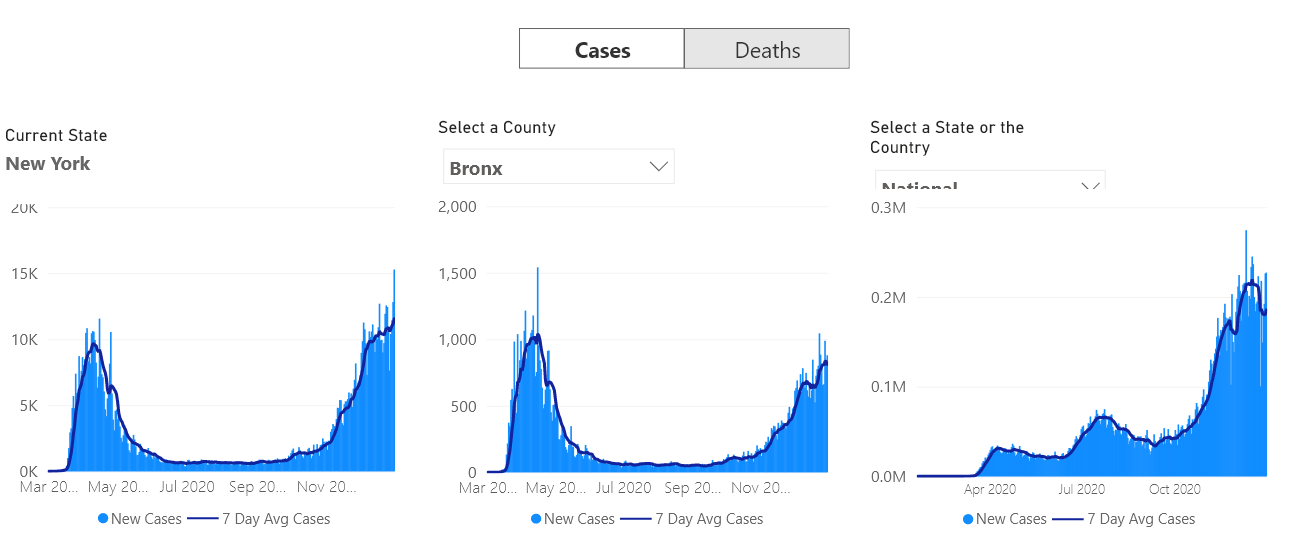 Cases Deaths
Current State
New York
Select a County
Bronx
Select a State or the
Country
National
20K
15K
10K
5K
0K
Mar 20... May 20... Jul 2020 Sep 20... Nov 20...
New Cases 7 Day Avg Cases
2,000
1,500
1,000
500
0
Mar 20... May 20... Jul 2020 Sep 20... Nov 20...
New Cases 7 Day Avg Cases
0.3M
0.2M
0.1M
0.0M
Apr 2020 Jul 2020 Oct 2020
New Cases 7 Day Avg Cases